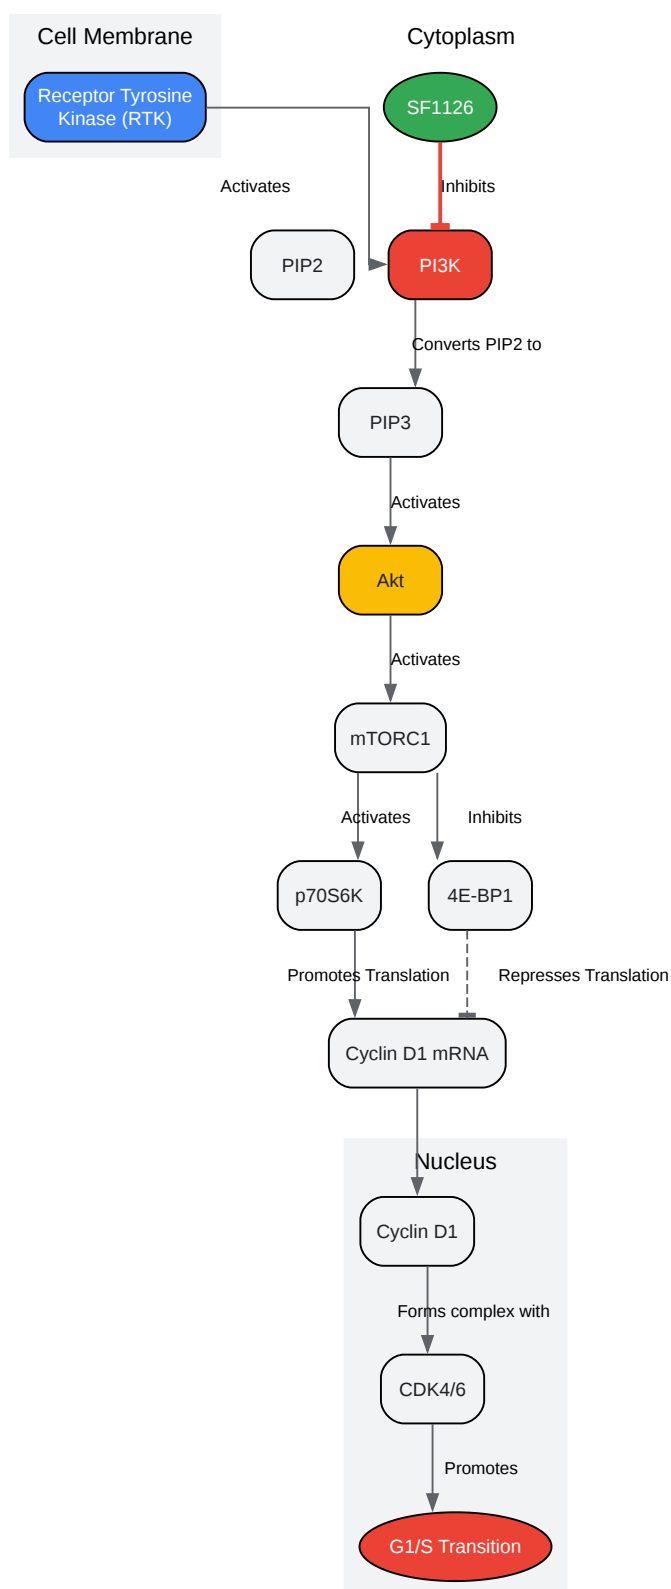 Cell Membrane
Cytoplasm
Receptor Tyrosine
Kinase (RTK)
SF1126
Activates
Inhibits
PIP2
PI3K
Converts PIP2 to
PIP3
Activates
Akt
Activates
mTORC1
Activates
Inhibits
p70S6K
4E-BP1
Promotes Translation
Represses Translation
Cyclin D1 mRNA
Nucleus
Cyclin D1
Forms complex with
CDK4/6
Promotes
G1/S Transition